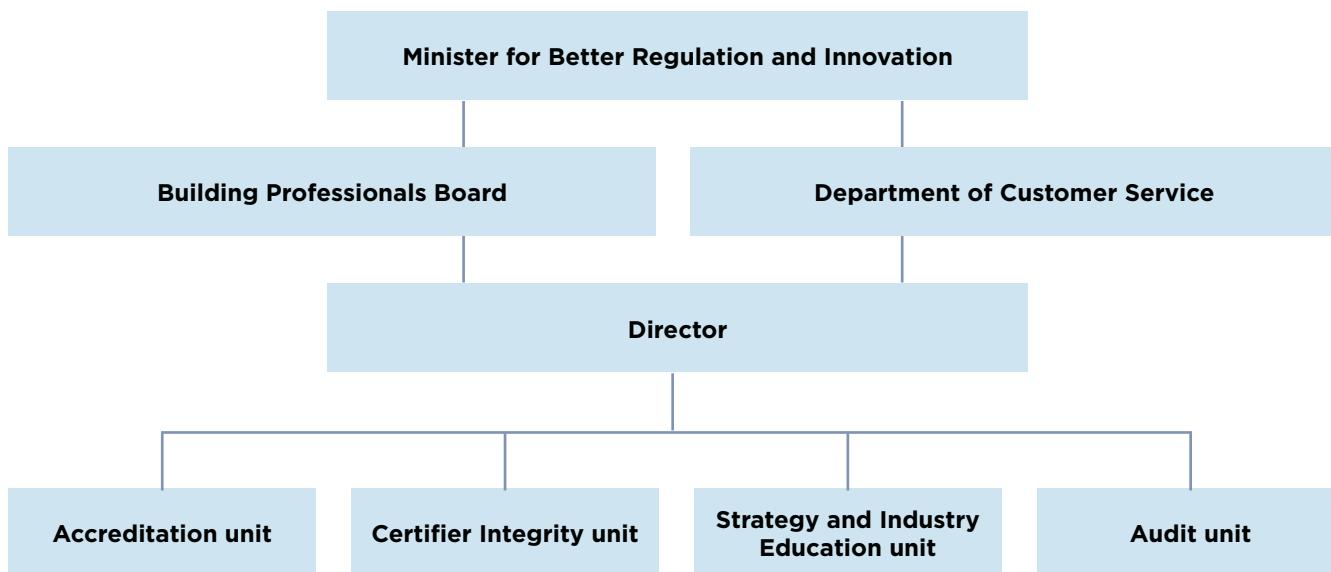 Minister for Better Regulation and Innovation
Building Professionals Board
Department of Customer Service
Director
Accreditation unit
Certifier Integrity unit
Strategy and Industry
Education unit
Audit unit